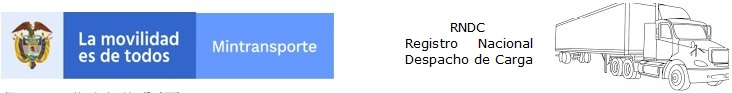 La movilidad
es de todos
Mintransporte
RNDC
Registro Nacional
Despacho de Carga